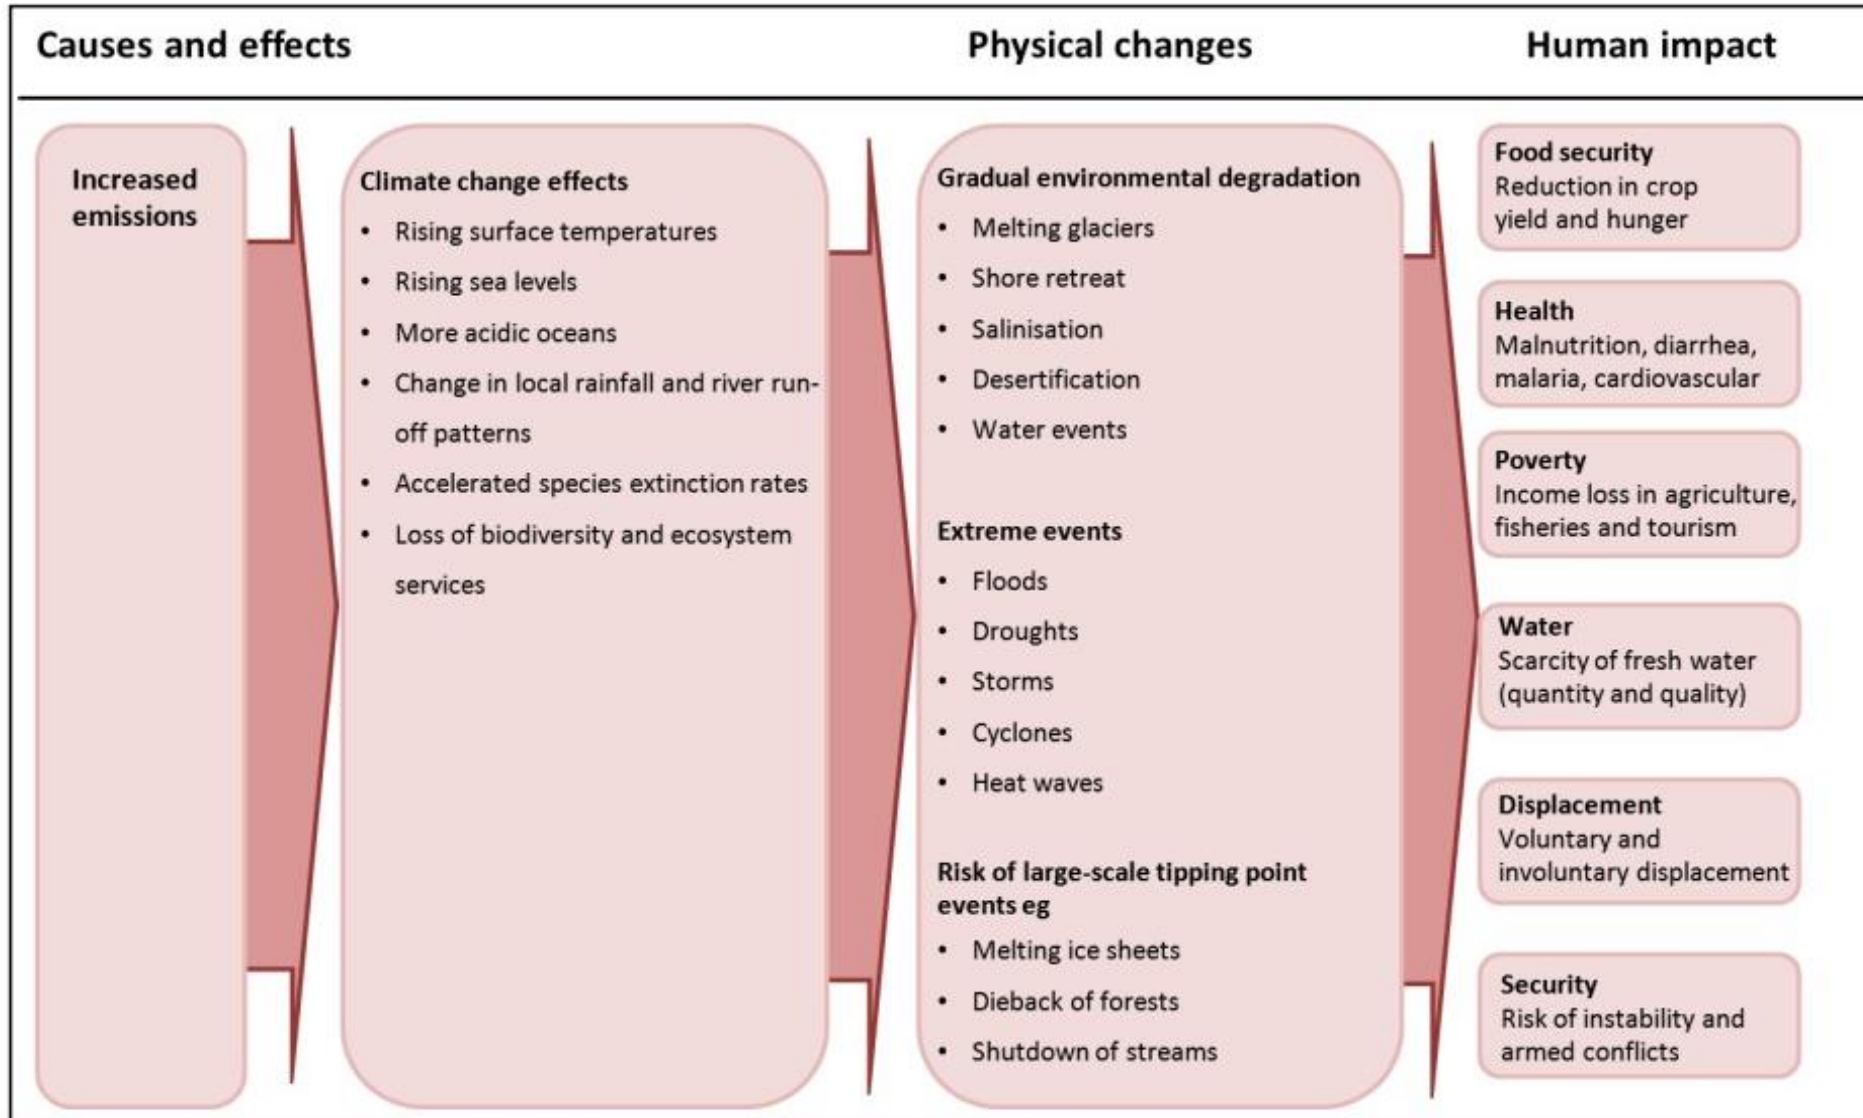 Causes and effects
Physical changes
Human impact
Increased
emissions
Climate change effects
• Rising surface temperatures
• Rising sea levels
• More acidic oceans
• Change in local rainfall and river run-
off patterns
• Accelerated species extinction rates
• Loss of biodiversity and ecosystem
services
Gradual environmental degradation
• Melting glaciers
• Shore retreat
• Salinisation
• Desertification
• Water events
Extreme events
• Floods
• Droughts
• Storms
• Cyclones
• Heat waves
Risk of large-scale tipping point
events eg
• Melting ice sheets
• Dieback of forests
• Shutdown of streams
Food security
Reduction in crop
yield and hunger
Health
Malnutrition, diarrhea,
malaria, cardiovascular
Poverty
Income loss in agriculture,
fisheries and tourism
Water
Scarcity of fresh water
(quantity and quality)
Displacement
Voluntary and
involuntary displacement
Security
Risk of instability and
armed conflicts